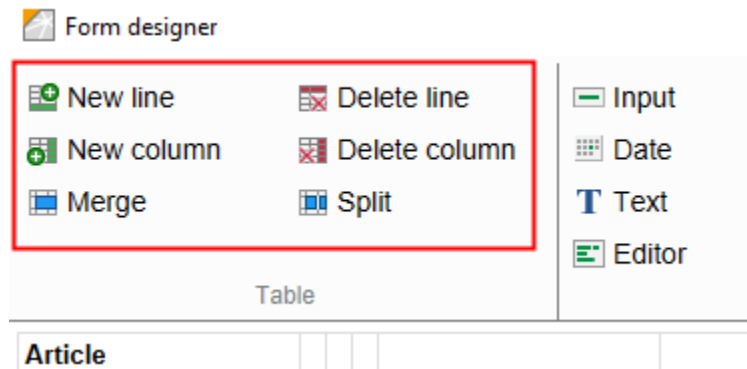 Form designer
New line
Delete line
New column
Delete column
Merge
Split
Table
Input
Date
Text
Editor
Article